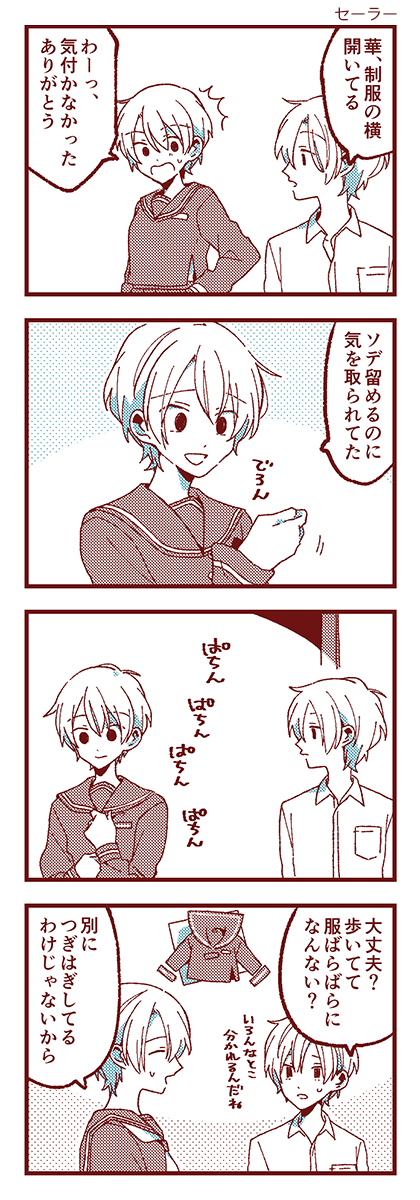 セーラー
華、制服の横
開いてる
わーっ、
気付かなかった
ありがとう
ソデ留めるのに
気を取られてた
でろん
ぱちん
ぱちん
ぱちん
ぱちん
大丈夫？
歩いてて
服ばらばらに
なんない？
いろんなとこ
分かれるんだね
別に
つぎはぎしてる
わけじゃないから